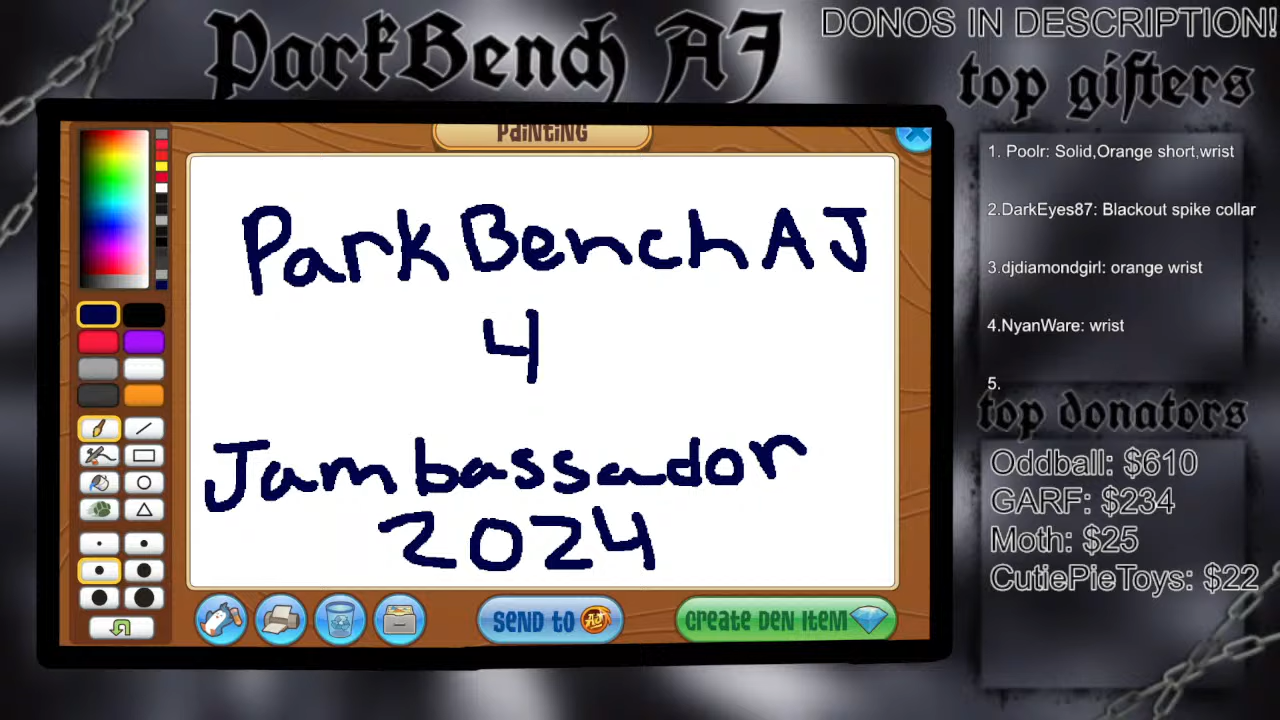 ParkBench AJ
DONOS IN DESCRIPTION!
top gifters
1. Poolr: Solid,Orange short,wrist
2.DarkEyes87: Blackout spike collar
3.djdiamondgirl: orange wrist
4.NyanWare: wrist
5.
top donators
Oddball: $610
GARF: $234
Moth: $25
CutiePieToys: $22
PAINTING
ParkBenchAJ
4
Jambassador
2024
SEND TO AJ
CREATE DEN ITEM